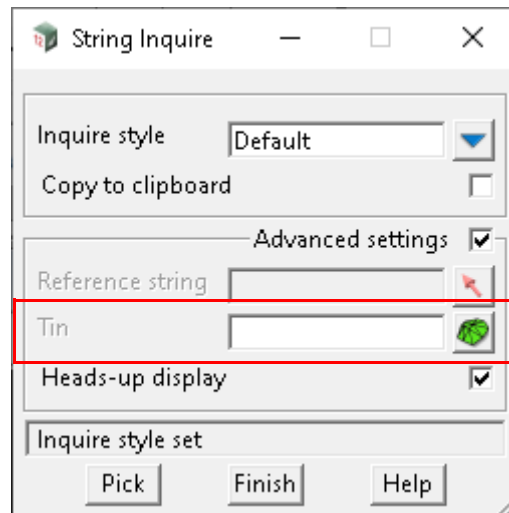 String Inquire
Inquire style Default
Copy to clipboard
Advanced settings
Reference string
Tin
Heads-up display
Inquire style set
Pick Finish Help